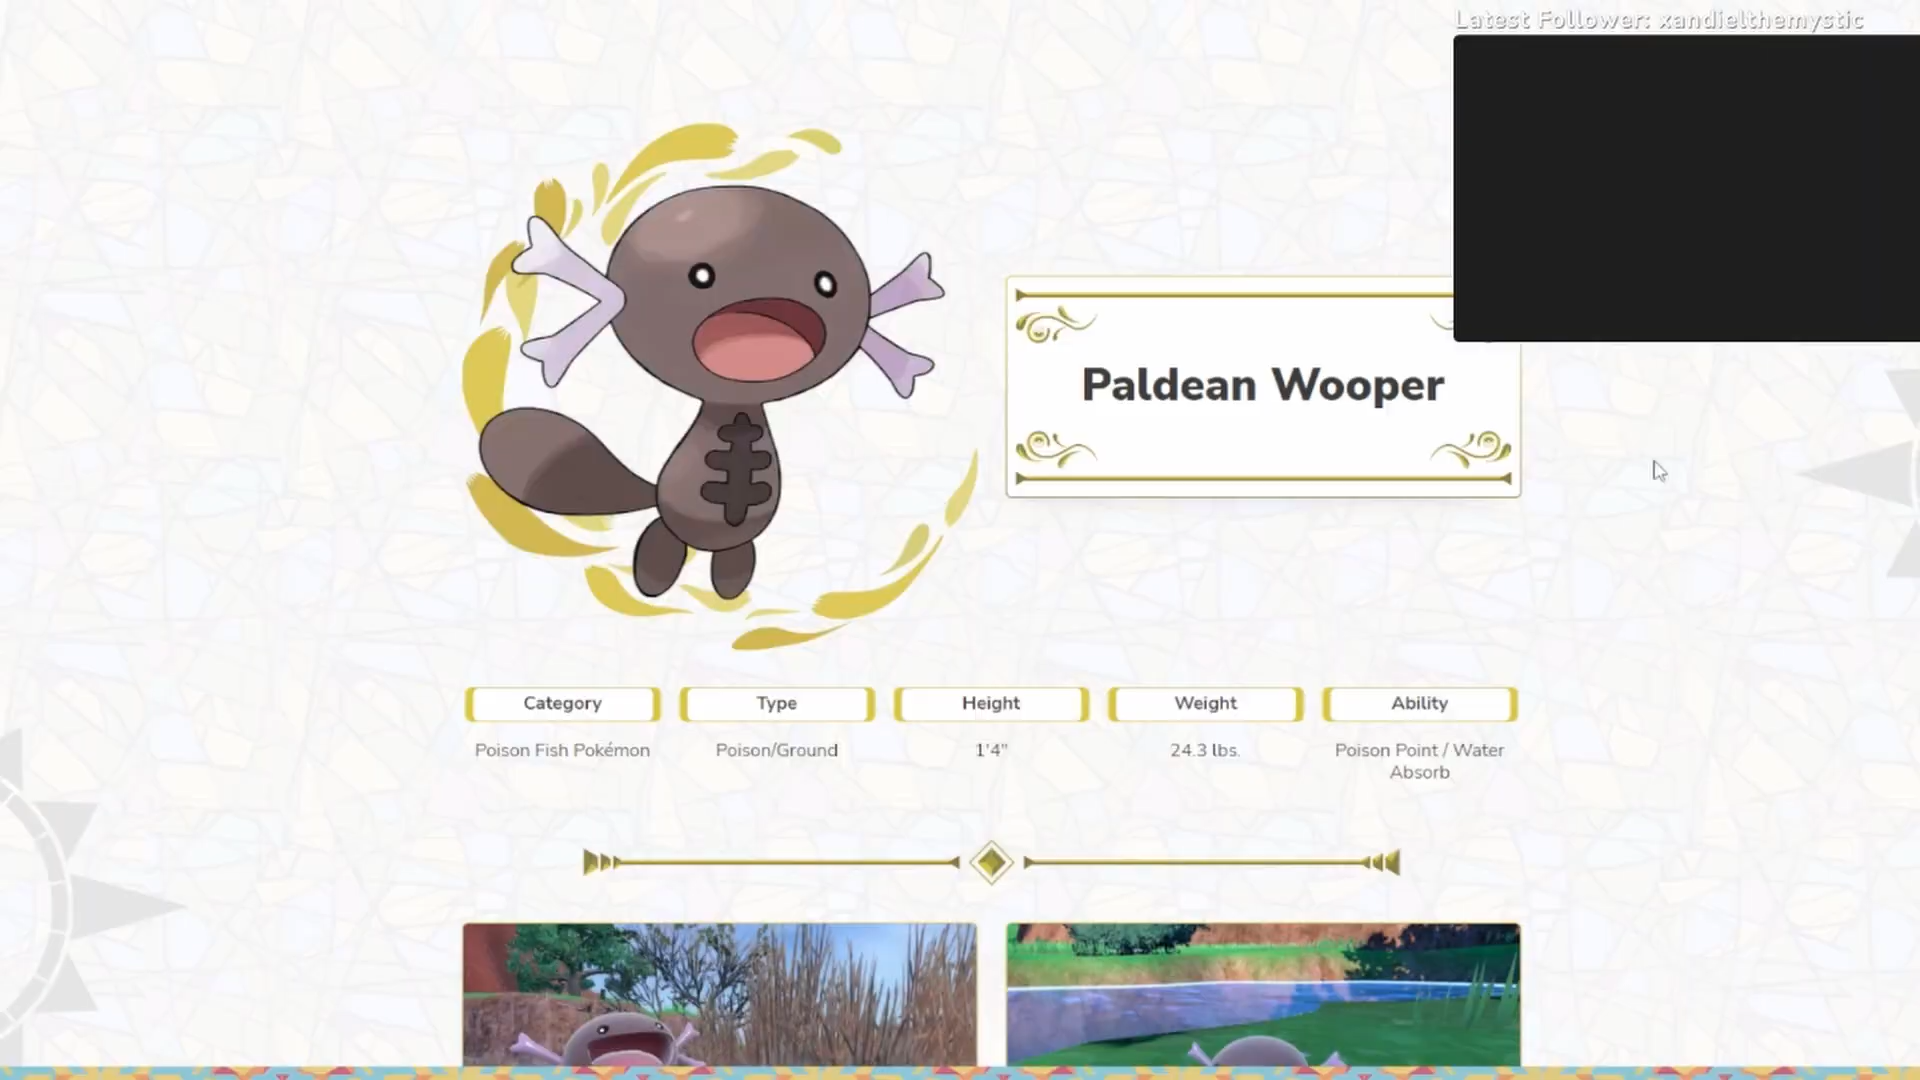 Latest Follower: xandielthemystic
Paldean Wooper
Category
Type
Height
Weight
Ability
Poison Fish Pokémon
Poison/Ground
1'4"
24.3 lbs.
Poison Point / Water
Absorb